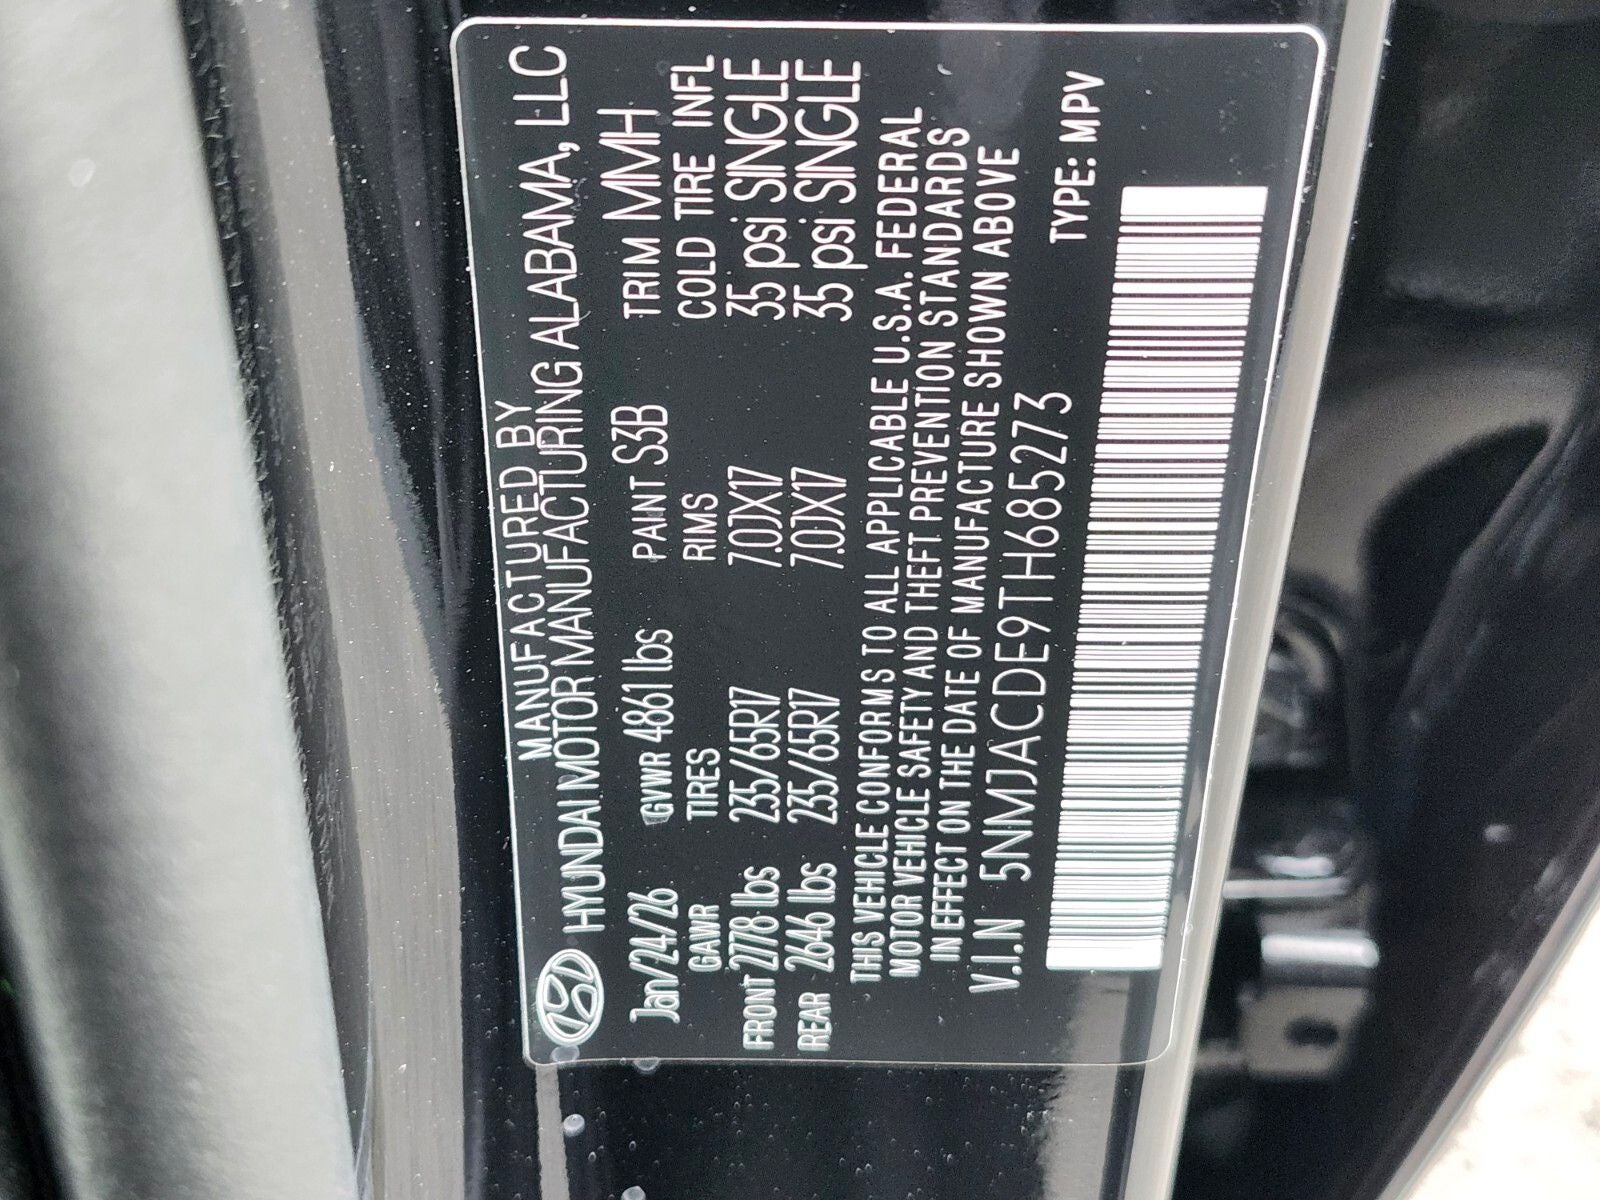 MANUFACTURED BY
HYUNDAI MOTOR MANUFACTURING ALABAMA, LLC
Jan/24/26 GVWR 4861 lbs PAINT S3B TRIM MMH
GAWR TIRES RIMS COLD TIRE INFL
FRONT 2778 lbs 235/65R17 7.0JX17 35 psi SINGLE
REAR 2646 lbs 235/65R17 7.0JX17 35 psi SINGLE
THIS VEHICLE CONFORMS TO ALL APPLICABLE U.S.A. FEDERAL
MOTOR VEHICLE SAFETY AND THEFT PREVENTION STANDARDS
IN EFFECT ON THE DATE OF MANUFACTURE SHOWN ABOVE
V.I.N 5NMJACDE9TH685273 TYPE: MPV